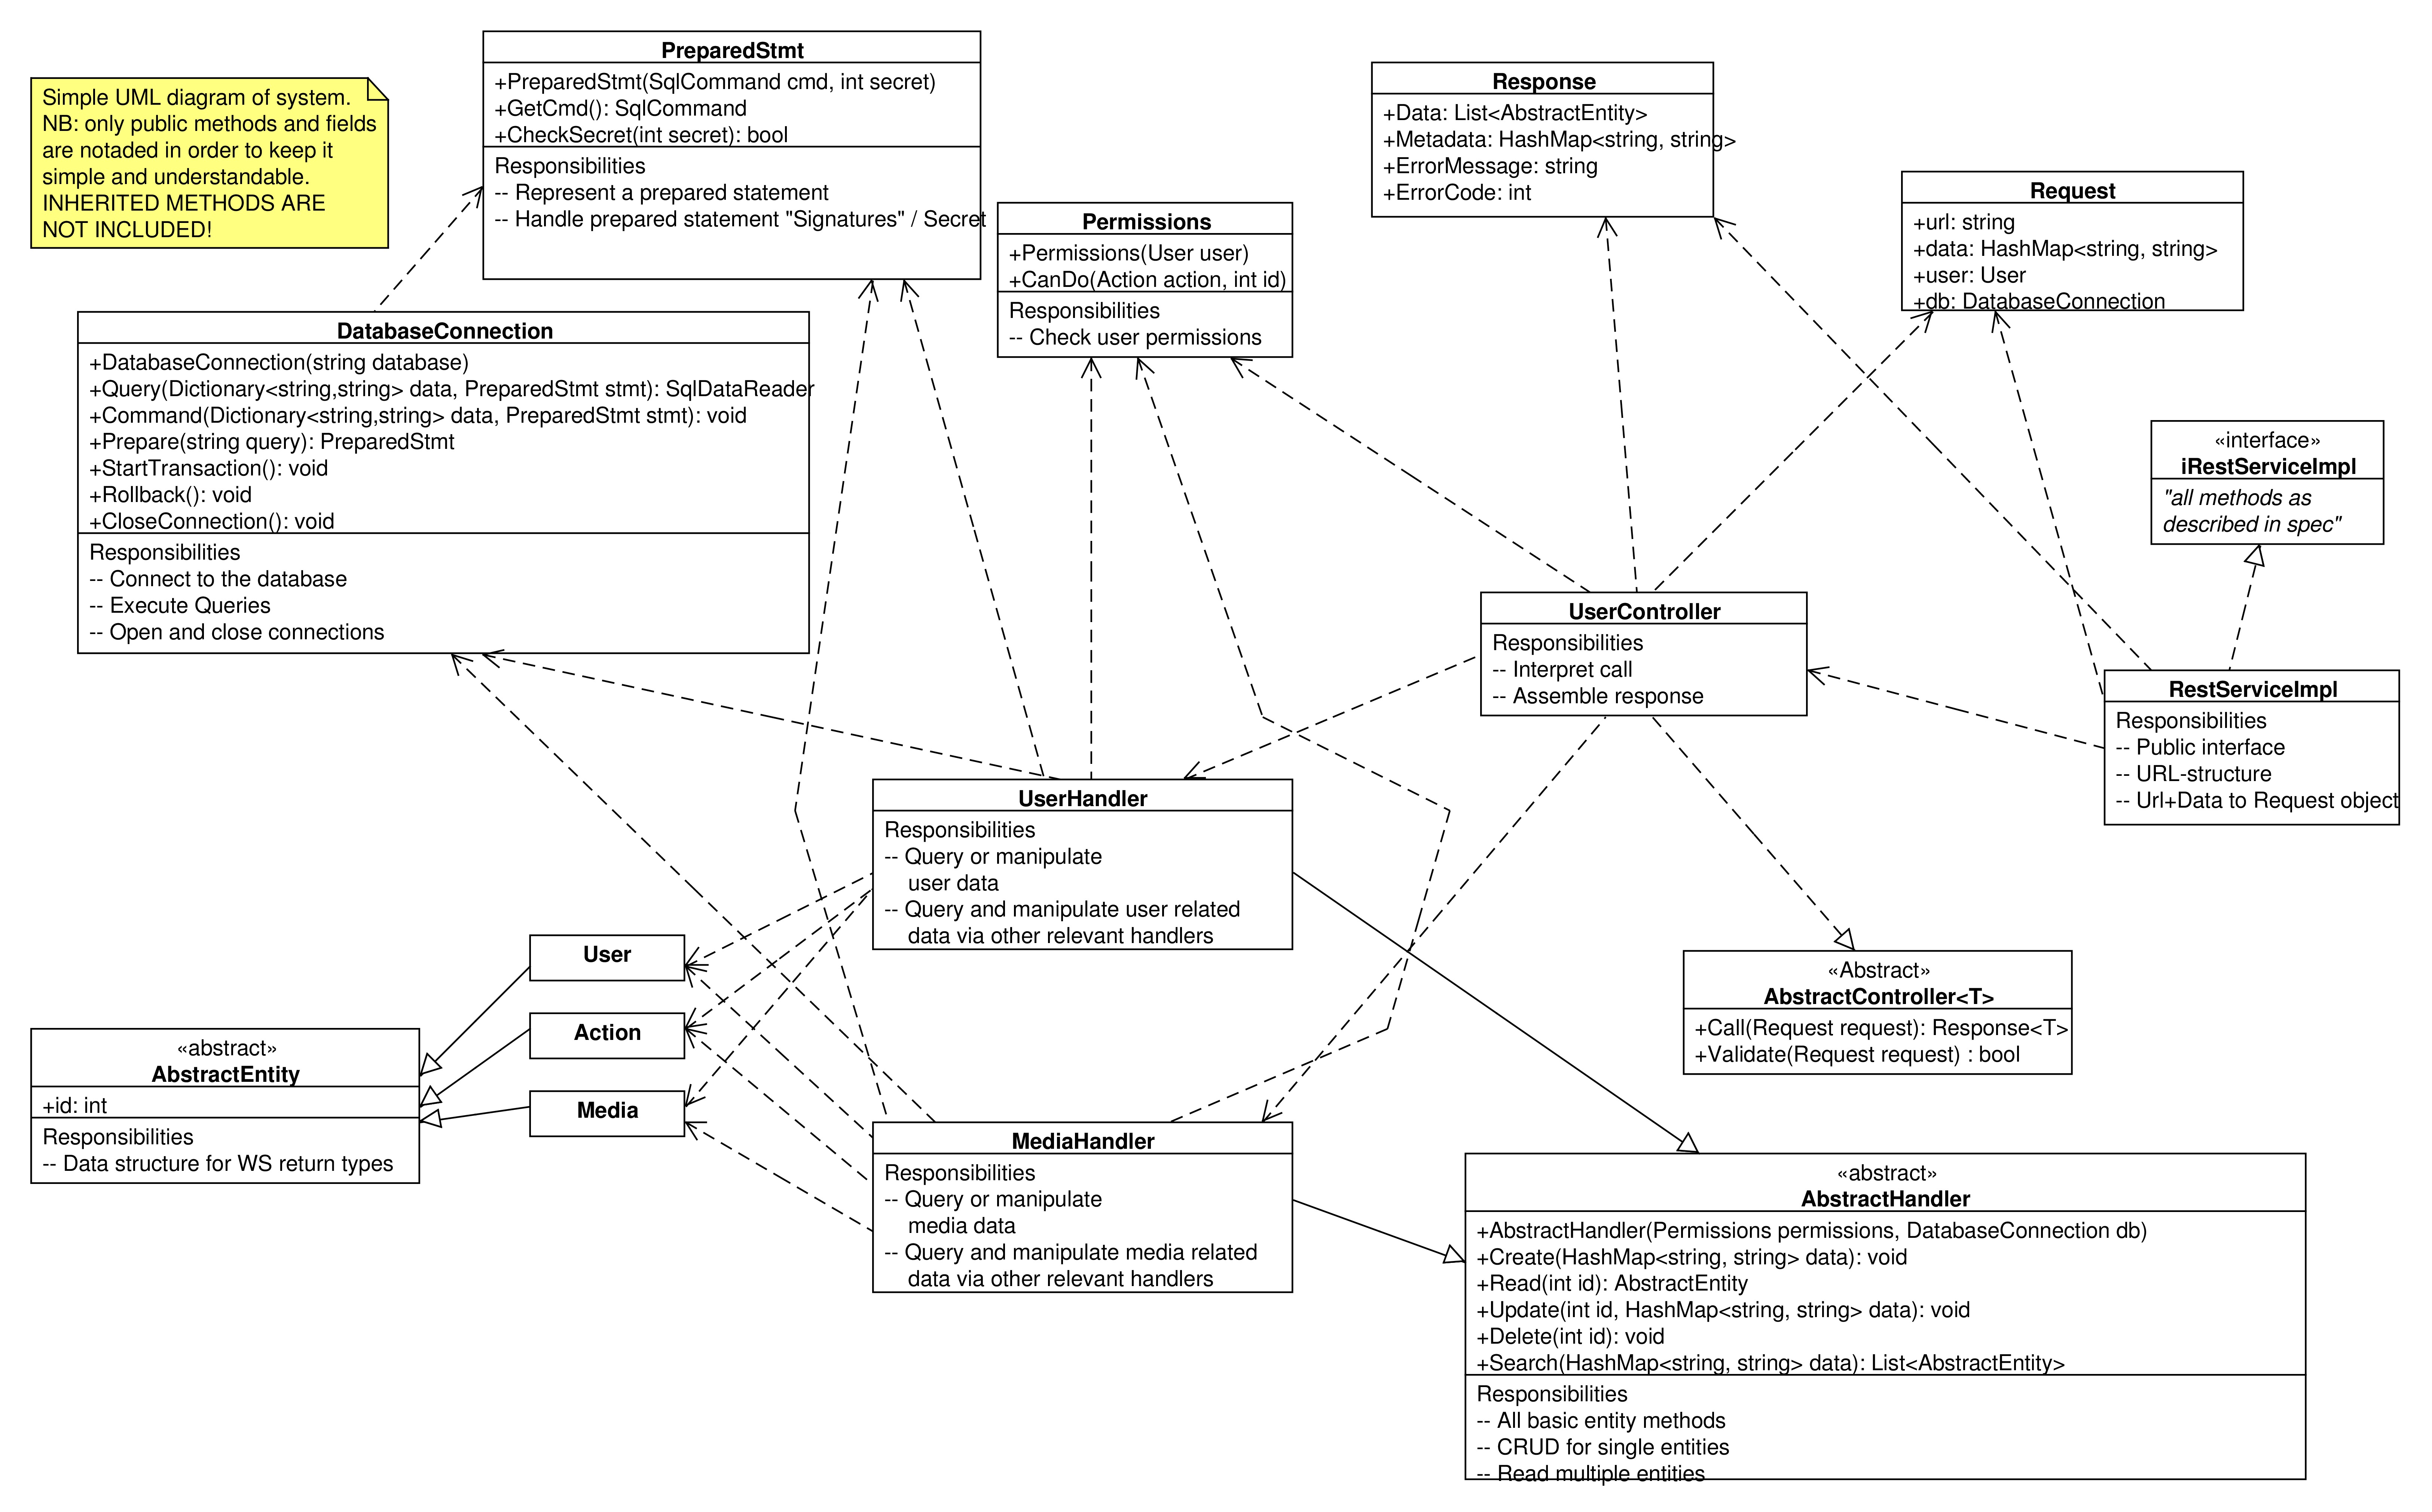 Simple UML diagram of system.
NB: only public methods and fields
are notaded in order to keep it
simple and understandable.
INHERITED METHODS ARE
NOT INCLUDED!
PreparedStmt
+PreparedStmt(SqlCommand cmd, int secret)
+GetCmd(): SqlCommand
+CheckSecret(int secret): bool
Responsibilities
-- Represent a prepared statement
-- Handle prepared statement "Signatures" / Secret
Permissions
+Permissions(User user)
+CanDo(Action action, int id)
Responsibilities
-- Check user permissions
Response
+Data: List<AbstractEntity>
+Metadata: HashMap<string, string>
+ErrorMessage: string
+ErrorCode: int
Request
+url: string
+data: HashMap<string, string>
+user: User
+db: DatabaseConnection
DatabaseConnection
+DatabaseConnection(string database)
+Query(Dictionary<string,string> data, PreparedStmt stmt): SqlDataReader
+Command(Dictionary<string,string> data, PreparedStmt stmt): void
+Prepare(string query): PreparedStmt
+StartTransaction(): void
+Rollback(): void
+CloseConnection(): void
Responsibilities
-- Connect to the database
-- Execute Queries
-- Open and close connections
«interface»
iRestServiceImpl
"all methods as
described in spec"
UserController
Responsibilities
-- Interpret call
-- Assemble response
RestServiceImpl
Responsibilities
-- Public interface
-- URL-structure
-- Url+Data to Request object
UserHandler
Responsibilities
-- Query or manipulate
user data
-- Query and manipulate user related
data via other relevant handlers
User
Action
Media
«abstract»
AbstractEntity
+id: int
Responsibilities
-- Data structure for WS return types
«Abstract»
AbstractController<T>
+Call(Request request): Response<T>
+Validate(Request request) : bool
MediaHandler
Responsibilities
-- Query or manipulate
media data
-- Query and manipulate media related
data via other relevant handlers
«abstract»
AbstractHandler
+AbstractHandler(Permissions permissions, DatabaseConnection db)
+Create(HashMap<string, string> data): void
+Read(int id): AbstractEntity
+Update(int id, HashMap<string, string> data): void
+Delete(int id): void
+Search(HashMap<string, string> data): List<AbstractEntity>
Responsibilities
-- All basic entity methods
-- CRUD for single entities
-- Read multiple entities